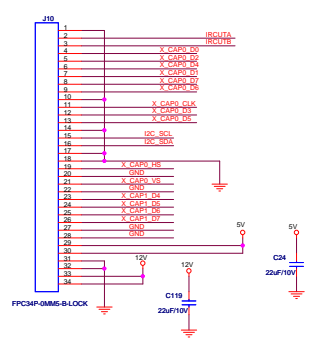 J10
1
2 IRCUTA
3 IRCUTB
4 X_CAP0_D0
5 X_CAP0_D2
6 X_CAP0_D4
7 X_CAP0_D1
8 X_CAP0_D7
9 X_CAP0_D6
10
11 X_CAP0_CLK
12 X_CAP0_D3
13 X_CAP0_D5
14
15 I2C_SCL
16 I2C_SDA
17
18
19 X_CAP0_HS
20 GND
21 X_CAP0_VS
22 GND
23 X_CAP1_D4
24 X_CAP1_D5
25 X_CAP1_D6
26 X_CAP1_D7
27 GND
28 GND
29
30
31
32
33
34
FPC34P-0MM5-B-LOCK
5V
12V
12V
C119
22uF/10V
5V
C24
22uF/10V